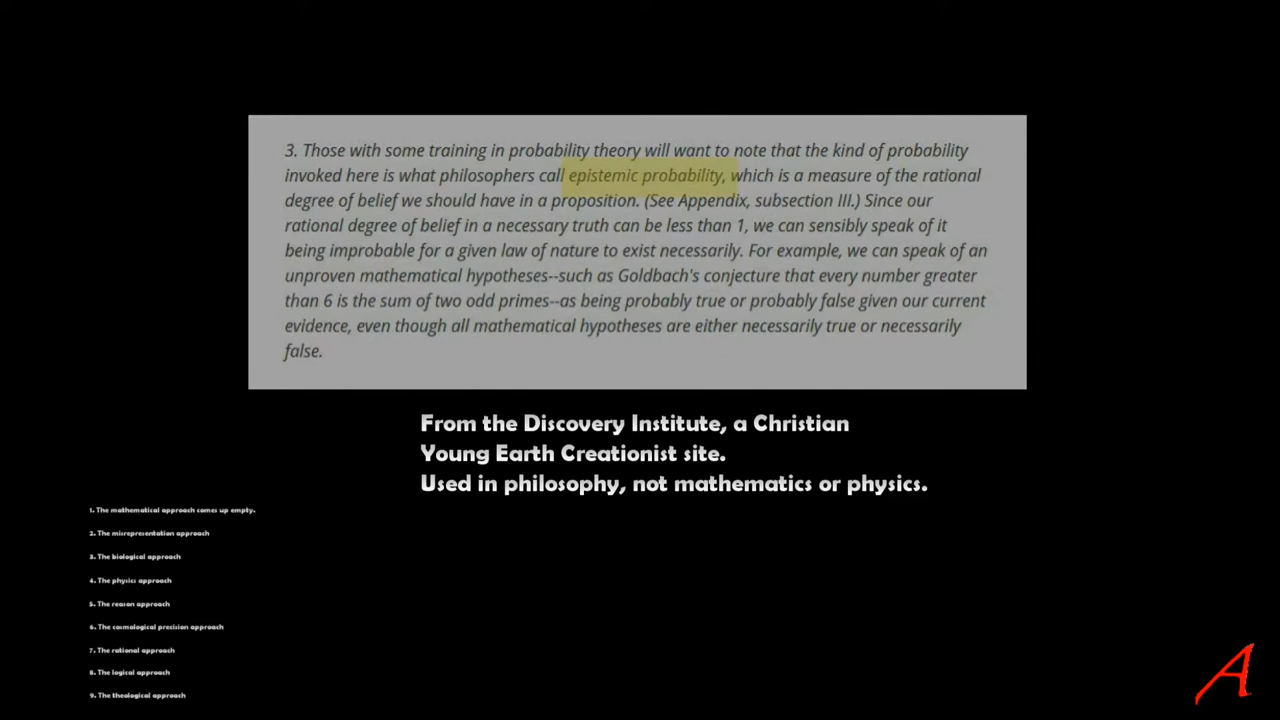 3. Those with some training in probability theory will want to note that the kind of probability
invoked here is what philosophers call epistemic probability, which is a measure of the rational
degree of belief we should have in a proposition. (See Appendix, subsection III.) Since our
rational degree of belief in a necessary truth can be less than 1, we can sensibly speak of it
being improbable for a given law of nature to exist necessarily. For example, we can speak of an
unproven mathematical hypotheses--such as Goldbach's conjecture that every number greater
than 6 is the sum of two odd primes--as being probably true or probably false given our current
evidence, even though all mathematical hypotheses are either necessarily true or necessarily
false.
From the Discovery Institute, a Christian
Young Earth Creationist site.
Used in philosophy, not mathematics or physics.
1. The mathematical approach comes up empty.
2. The misrepresentation approach
3. The biological approach
4. The physics approach
5. The reason approach
6. The cosmological precision approach
7. The rational approach
8. The logical approach
9. The theological approach
A